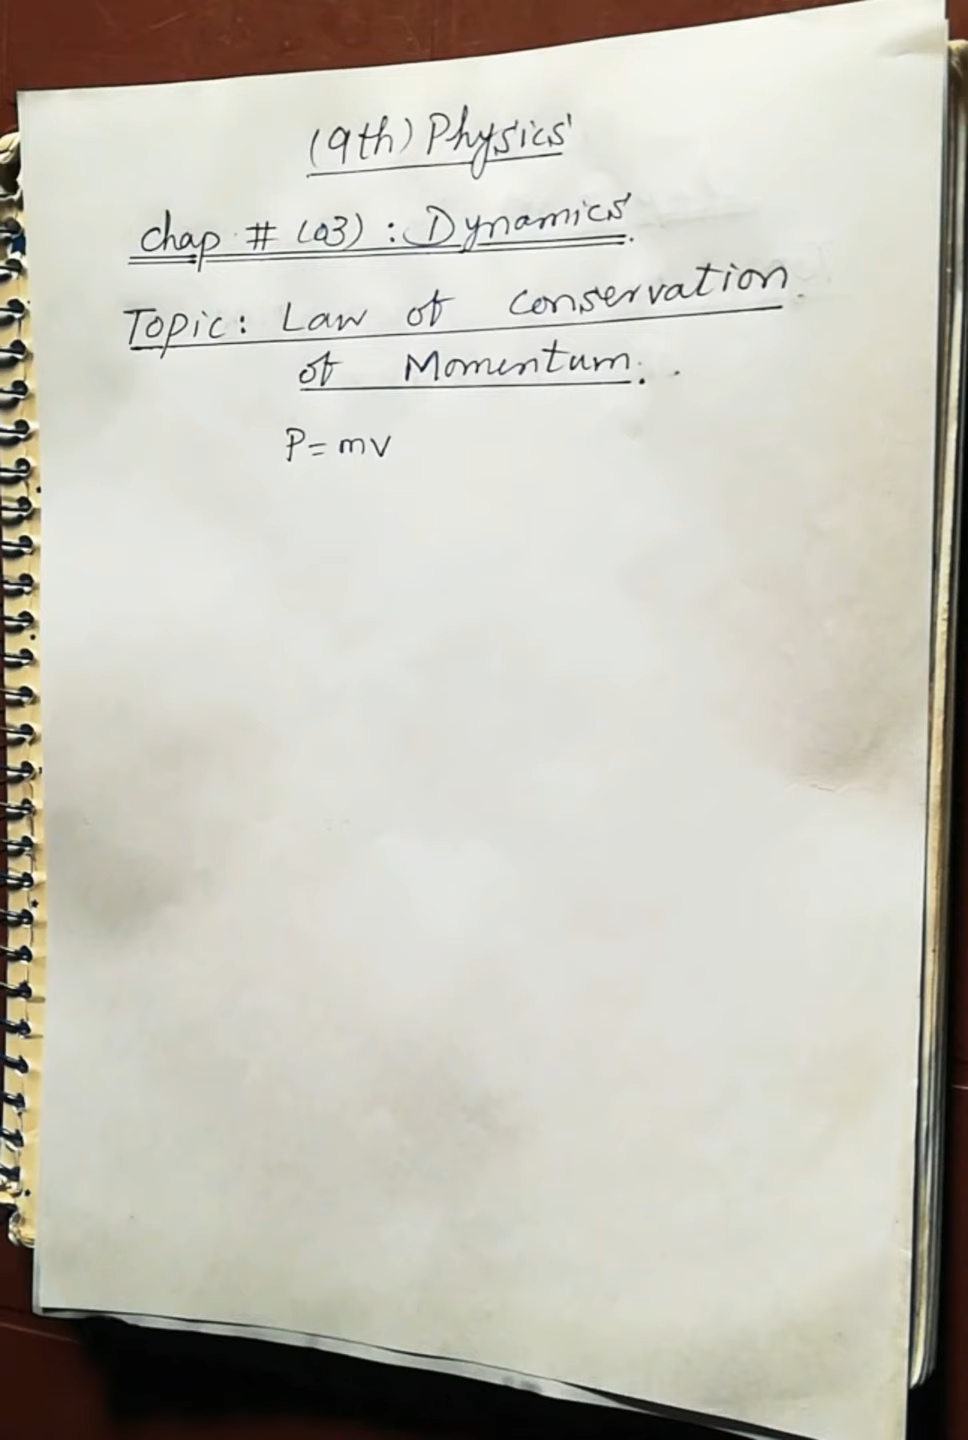 (9th) Physics
Chap # (03) : Dynamics.
Topic: Law of Conservation.
of Momentum.
P = mv